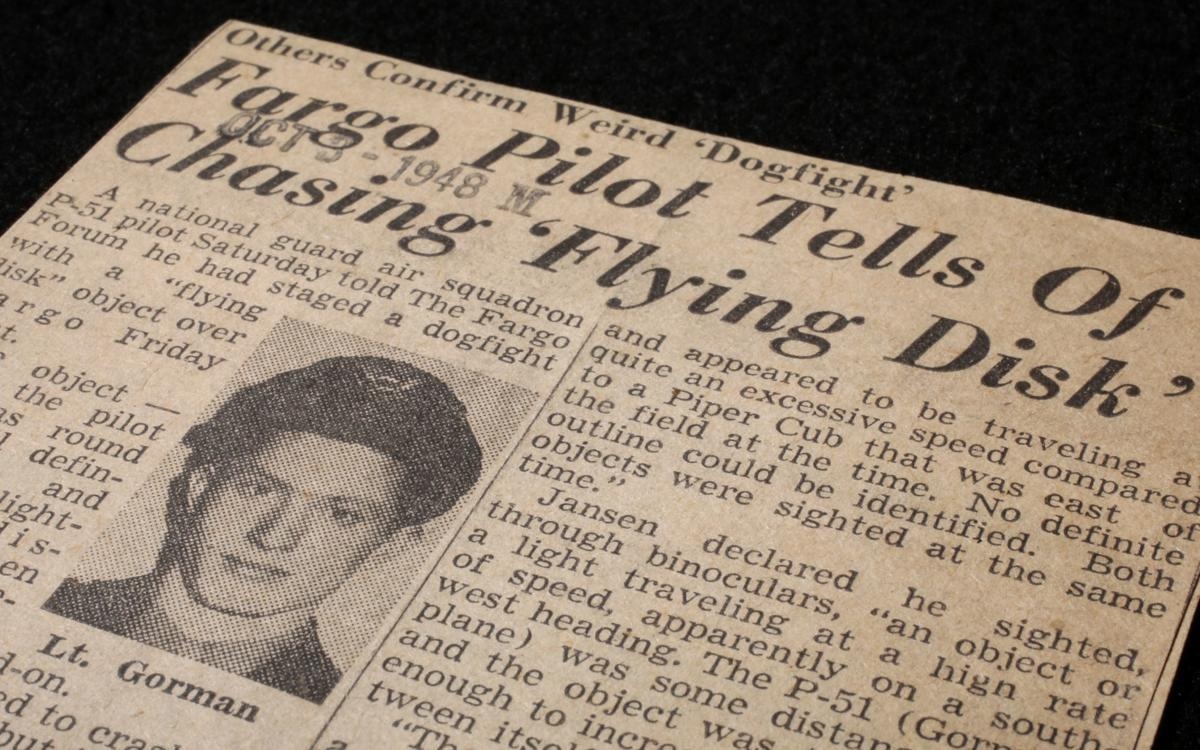 Others Confirm Weird ‘Dogfight’
Fargo Pilot Tells Of
Chasing ‘Flying Disk’
OCT 3 - 1948 M
A national guard air squadron
P-51 pilot Saturday told The Fargo
Forum he had staged a dogfight
with a “flying
disk” object over
Friday
object —
the pilot
round
defin-
and
light-
Lt. Gorman
and appeared to be traveling at
quite an excessive speed compared
to a Piper Cub that was east of
the field at the time. No definite
outline could be identified. Both
objects were sighted at the same
time.”
Jansen declared he sighted,
through binoculars, “an object or
a light traveling at a high rate
of speed, apparently on a south
west heading. The P-51
plane) was some
and the object was
enough to